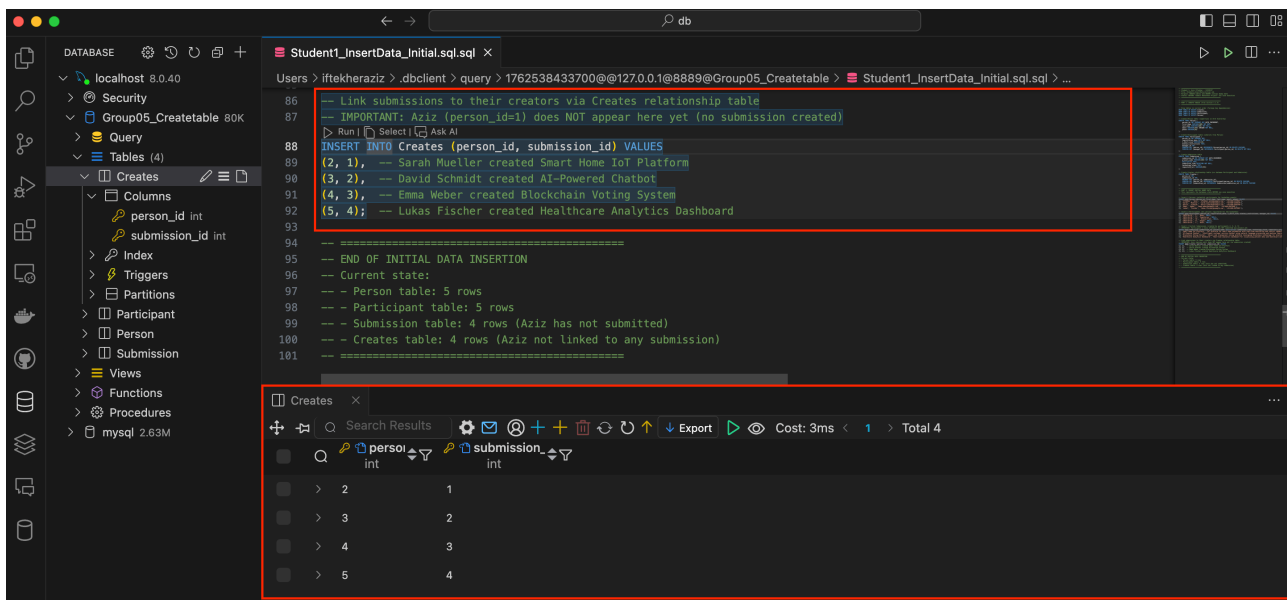 db
DATABASE
Student1_InsertData_Initial.sql.sql
localhost 8.0.40
Users > iftekheraziz > .dbclient > query > 1762538433700@@127.0.0.1@8889@Group05_Createtable > Student1_InsertData_Initial.sql.sql > ...
Security
Group05_Createtable 80K
Query
Tables (4)
Creates
Columns
person_id int
submission_id int
Index
Triggers
Partitions
Participant
Person
Submission
Views
Functions
Procedures
mysql 2.63M
86 -- Link submissions to their creators via Creates relationship table
87 -- IMPORTANT: Aziz (person_id=1) does NOT appear here yet (no submission created)
Run | Select | Ask AI
88 INSERT INTO Creates (person_id, submission_id) VALUES
89 (2, 1), -- Sarah Mueller created Smart Home IoT Platform
90 (3, 2), -- David Schmidt created AI-Powered Chatbot
91 (4, 3), -- Emma Weber created Blockchain Voting System
92 (5, 4); -- Lukas Fischer created Healthcare Analytics Dashboard
93
94 -- ============================================
95 -- END OF INITIAL DATA INSERTION
96 -- Current state:
97 -- - Person table: 5 rows
98 -- - Participant table: 5 rows
99 -- - Submission table: 4 rows (Aziz has not submitted)
100 -- - Creates table: 4 rows (Aziz not linked to any submission)
101 -- ============================================
Creates
Search Results Export Cost: 3ms < 1 > Total 4
person submission_
int int
2 1
3 2
4 3
5 4